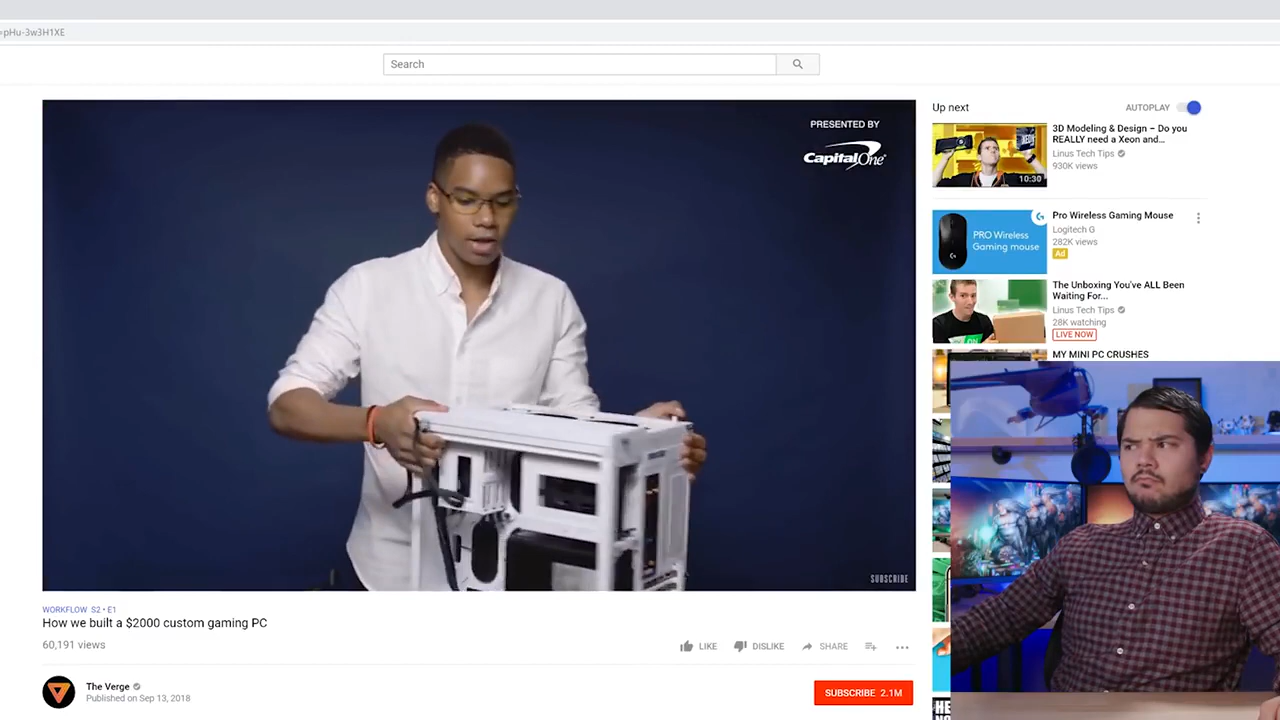 =pHu-3w3H1XE
Search
PRESENTED BY
CapitalOne
SUBSCRIBE
WORKFLOW S2 • E1
How we built a $2000 custom gaming PC
60,191 views
LIKE
DISLIKE
SHARE
The Verge
Published on Sep 13, 2018
SUBSCRIBE 2.1M
Up next
AUTOPLAY
10:30
3D Modeling & Design – Do you
REALLY need a Xeon and...
Linus Tech Tips
930K views
PRO Wireless
Gaming mouse
Pro Wireless Gaming Mouse
Logitech G
282K views
Ad
The Unboxing You've ALL Been
Waiting For...
Linus Tech Tips
28K watching
LIVE NOW
MY MINI PC CRUSHES